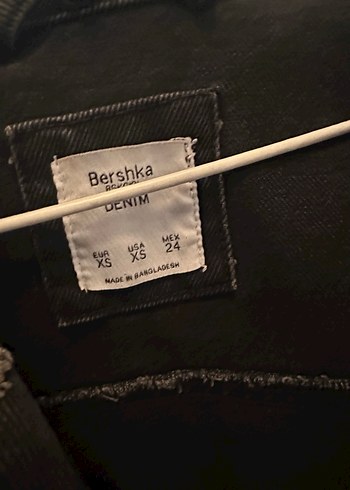 Bershka
DENIM
EUR USA MEX
XS XS 24
MADE IN BANGLADESH